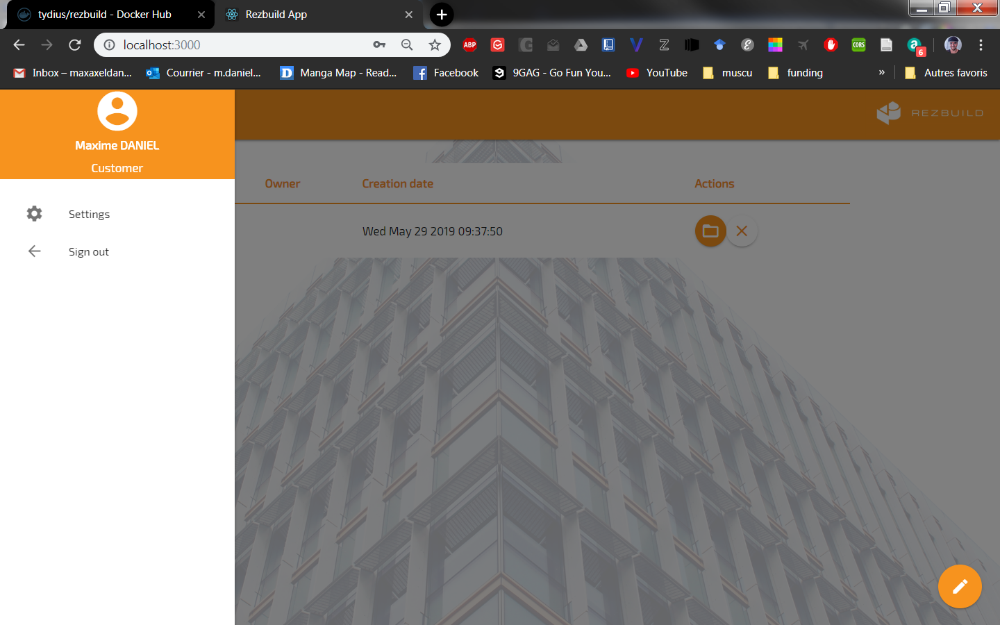 tydius/rezbuild - Docker Hub
Rezbuild App
localhost:3000
ABP
CORS
6
Inbox – maxaxeldan...
Courrier - m.daniel...
Manga Map - Read...
Facebook
9GAG - Go Fun You...
YouTube
muscu
funding
»
Autres favoris
Maxime DANIEL
Customer
REZBUILD
Settings
Sign out
Owner
Creation date
Actions
Wed May 29 2019 09:37:50